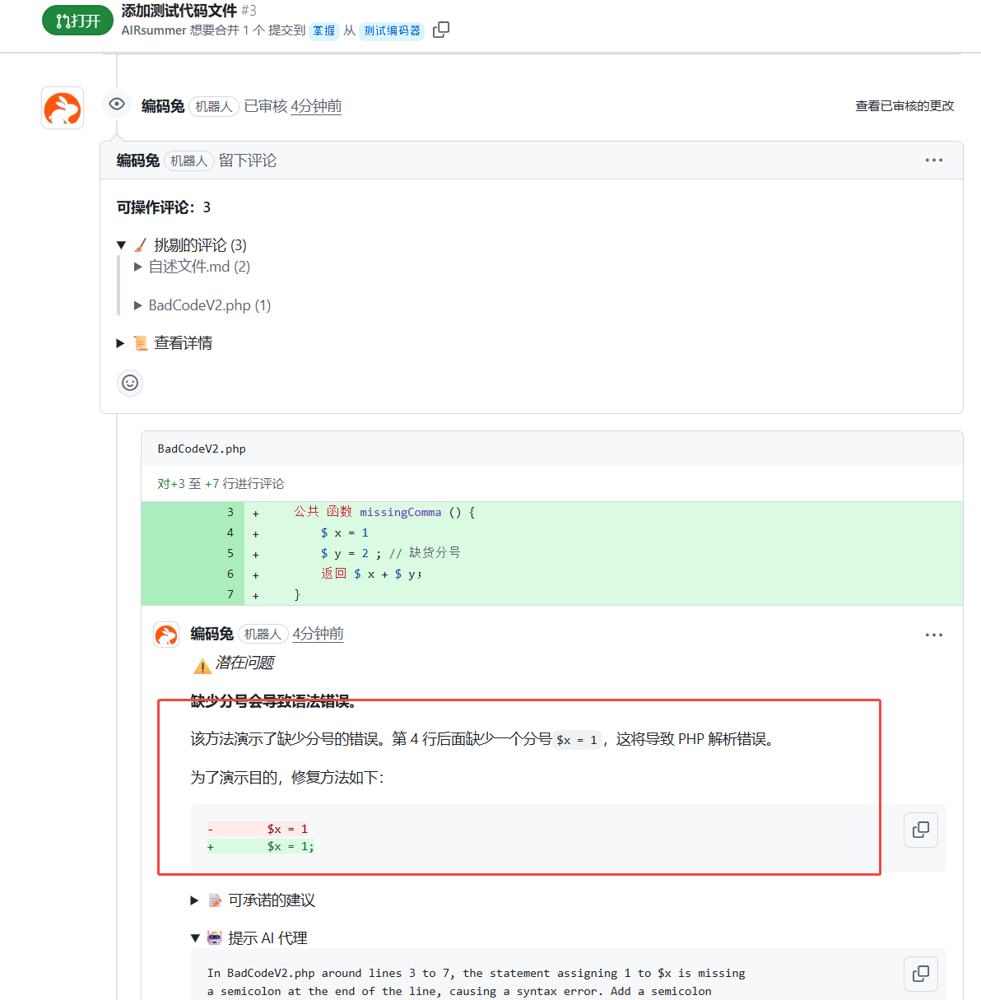 打开
添加测试代码文件 #3
AIRsummer 想要合并 1 个 提交到 掌握 从 测试编码器
编码兔 机器人 已审核 4分钟前
查看已审核的更改
编码兔 机器人 留下评论
可操作评论：3
挑剔的评论 (3)
自述文件.md (2)
BadCodeV2.php (1)
查看详情
BadCodeV2.php
对+3 至 +7 行进行评论
3 + 公共 函数 missingComma () {
4 + $ x = 1
5 + $ y = 2 ; // 缺货分号
6 + 返回 $ x + $ y；
7 + }
编码兔 机器人 4分钟前
潜在问题
缺少分号会导致语法错误。
该方法演示了缺少分号的错误。第 4 行后面缺少一个分号 $x = 1 ，这将导致 PHP 解析错误。
为了演示目的，修复方法如下：
- $x = 1
+ $x = 1;
可承诺的建议
提示 AI 代理
In BadCodeV2.php around lines 3 to 7, the statement assigning 1 to $x is missing
a semicolon at the end of the line, causing a syntax error. Add a semicolon